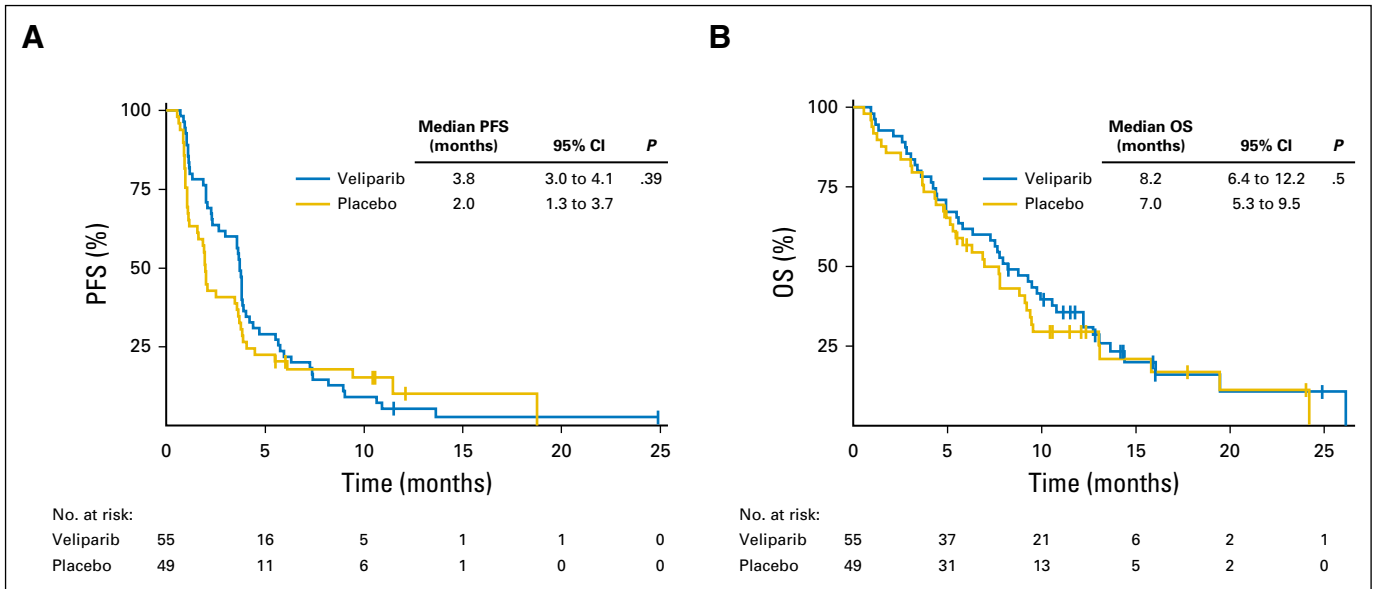 A
PFS (%)
100
75
50
25
0 5 10 15 20 25
Time (months)
Median PFS
(months) 95% CI P
Veliparib 3.8 3.0 to 4.1 .39
Placebo 2.0 1.3 to 3.7
No. at risk:
Veliparib 55 16 5 1 1 0
Placebo 49 11 6 1 0 0
B
OS (%)
100
75
50
25
0 5 10 15 20 25
Time (months)
Median OS
(months) 95% CI P
Veliparib 8.2 6.4 to 12.2 .5
Placebo 7.0 5.3 to 9.5
No. at risk:
Veliparib 55 37 21 6 2 1
Placebo 49 31 13 5 2 0